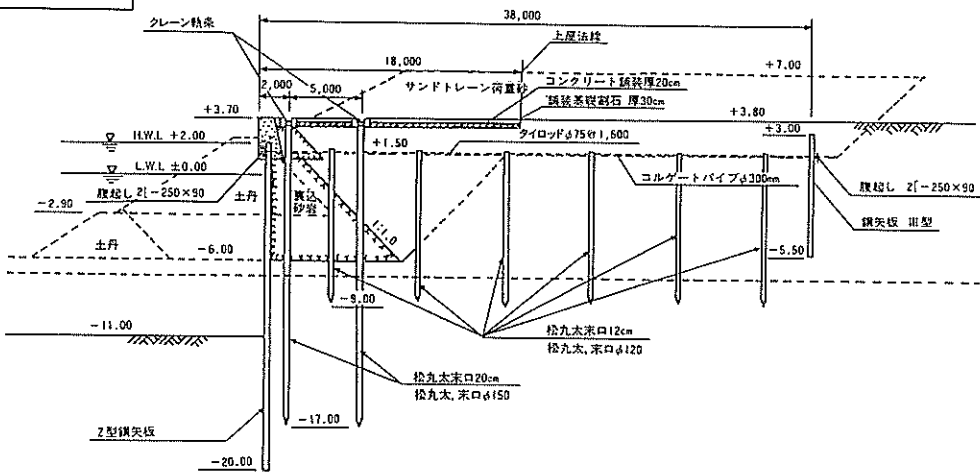 38,000
クレーン軌条
上屋法線
18,000
+7.00
2,000
5,000
サンドトレーン荷重砂
コンクリート舗装厚20cm
舗装基礎割石 厚30cm
+3.70
+3.80
タイロッドφ75 @1,600
+3.00
H.W.L +2.00
+1.50
L.W.L ±0.00
コルゲートパイプφ300mm
腹起し 2[-250×90
土丹
裏込
砂岩
腹起し 2[-250×90
-2.90
鋼矢板 Ⅲ型
1:1.0
土丹
-6.00
-5.50
-9.00
-11.00
松丸太末口12cm
松丸太,末口φ120
松丸太末口20cm
松丸太,末口φ150
-17.00
Z型鋼矢板
-20.00